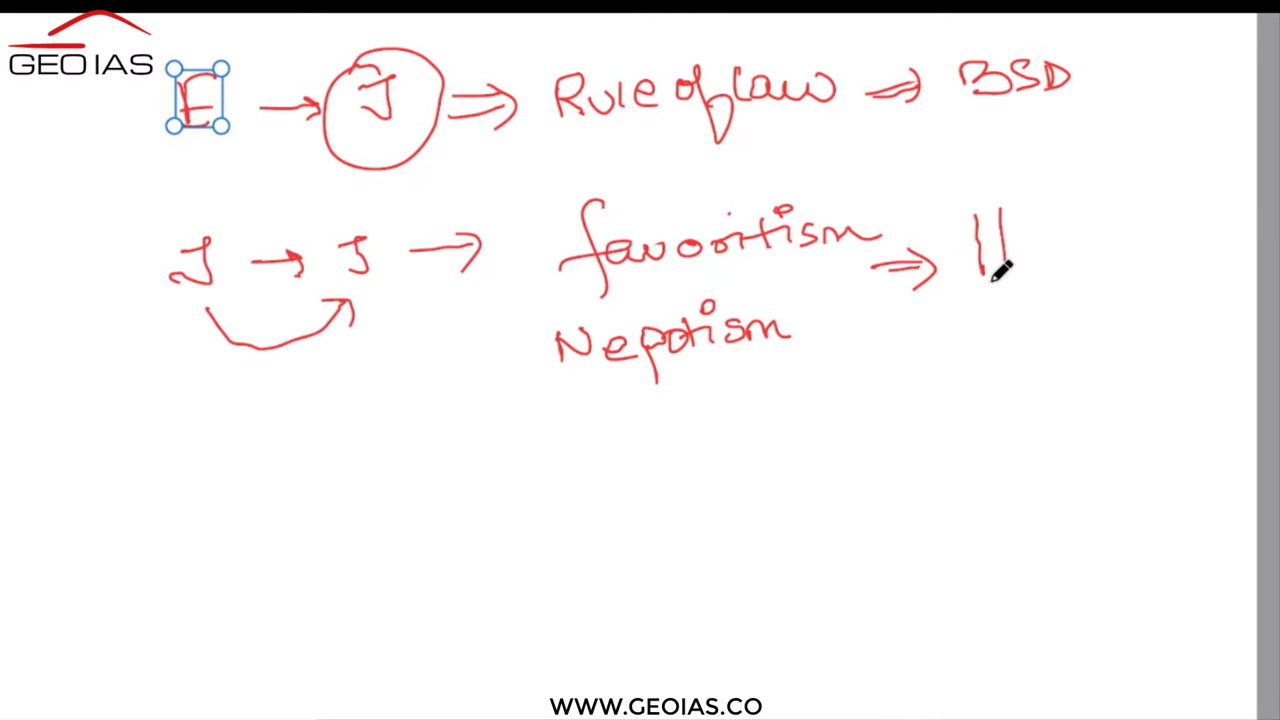 GEO IAS
E → J ⇒ Rule of law ⇒ BSD
J → J → favoritism ⇒ ||
Nepotism
WWW.GEOIAS.CO